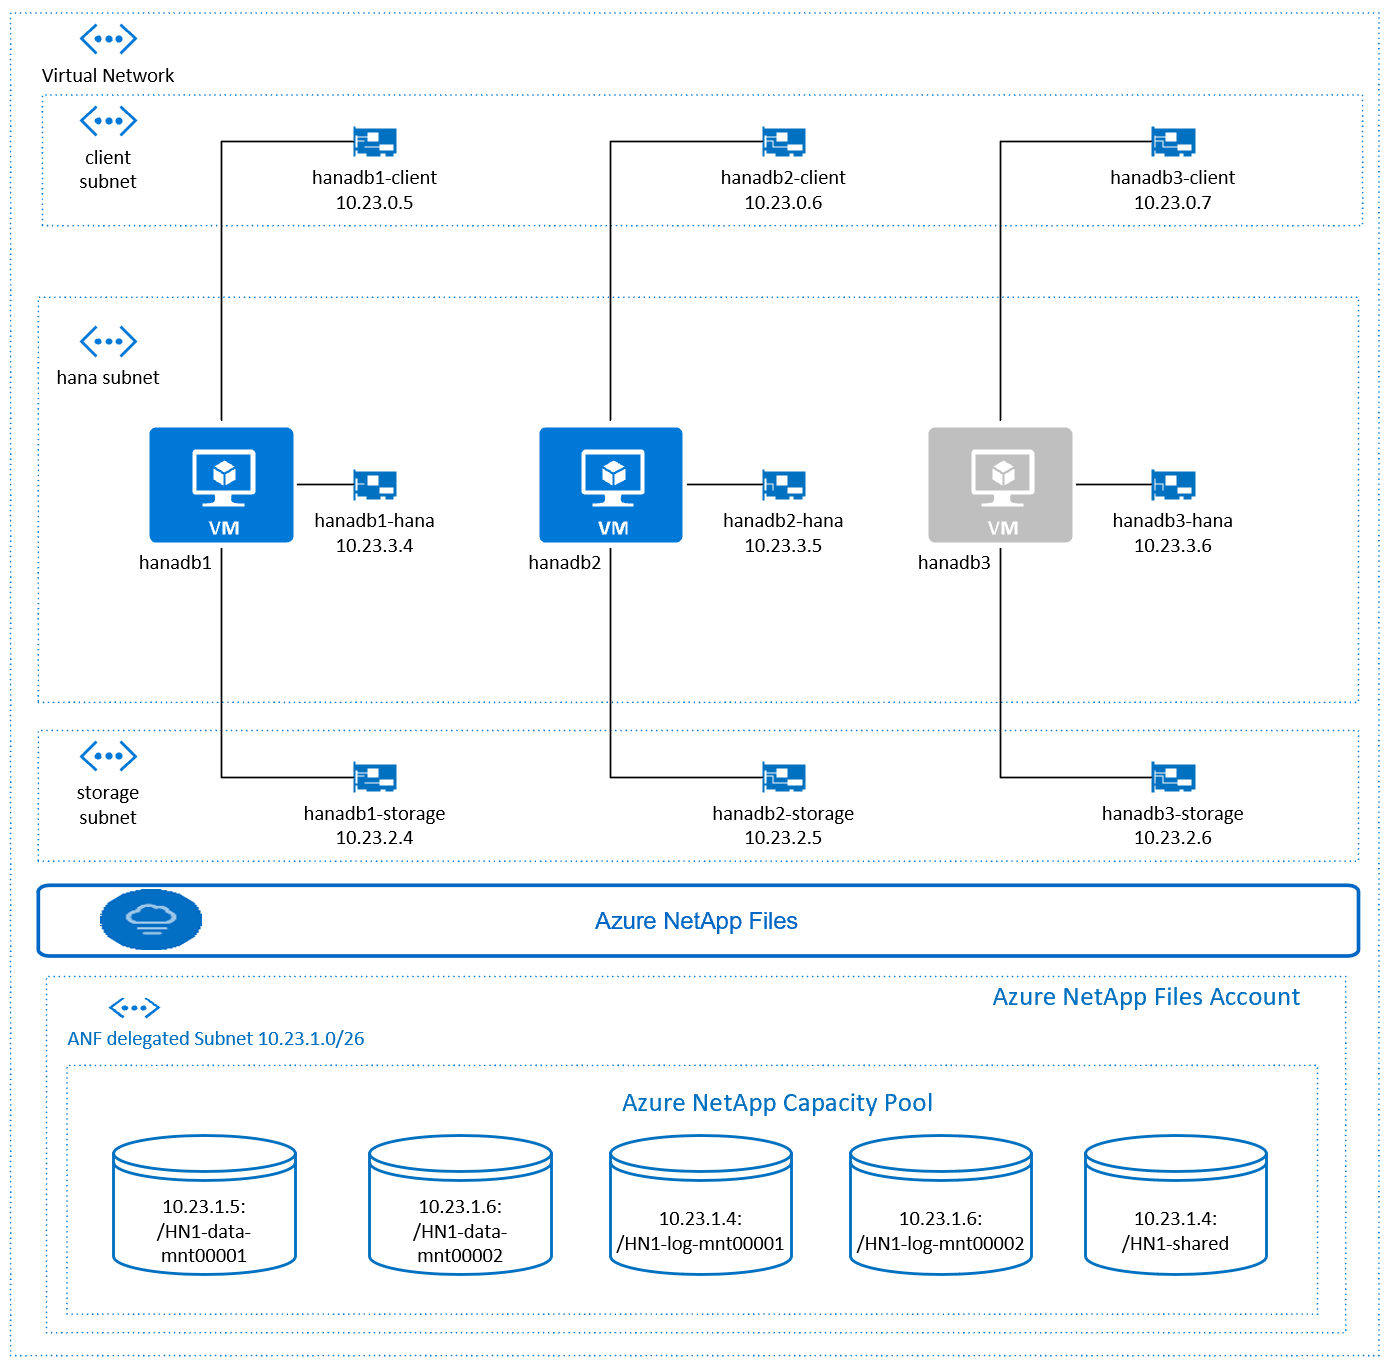 Virtual Network
client
subnet
hanadb1-client
10.23.0.5
hanadb2-client
10.23.0.6
hanadb3-client
10.23.0.7
hana subnet
VM
hanadb1
hanadb1-hana
10.23.3.4
VM
hanadb2
hanadb2-hana
10.23.3.5
VM
hanadb3
hanadb3-hana
10.23.3.6
storage
subnet
hanadb1-storage
10.23.2.4
hanadb2-storage
10.23.2.5
hanadb3-storage
10.23.2.6
Azure NetApp Files
Azure NetApp Files Account
ANF delegated Subnet 10.23.1.0/26
Azure NetApp Capacity Pool
10.23.1.5:
/HN1-data-
mnt00001
10.23.1.6:
/HN1-data-
mnt00002
10.23.1.4:
/HN1-log-mnt00001
10.23.1.6:
/HN1-log-mnt00002
10.23.1.4:
/HN1-shared